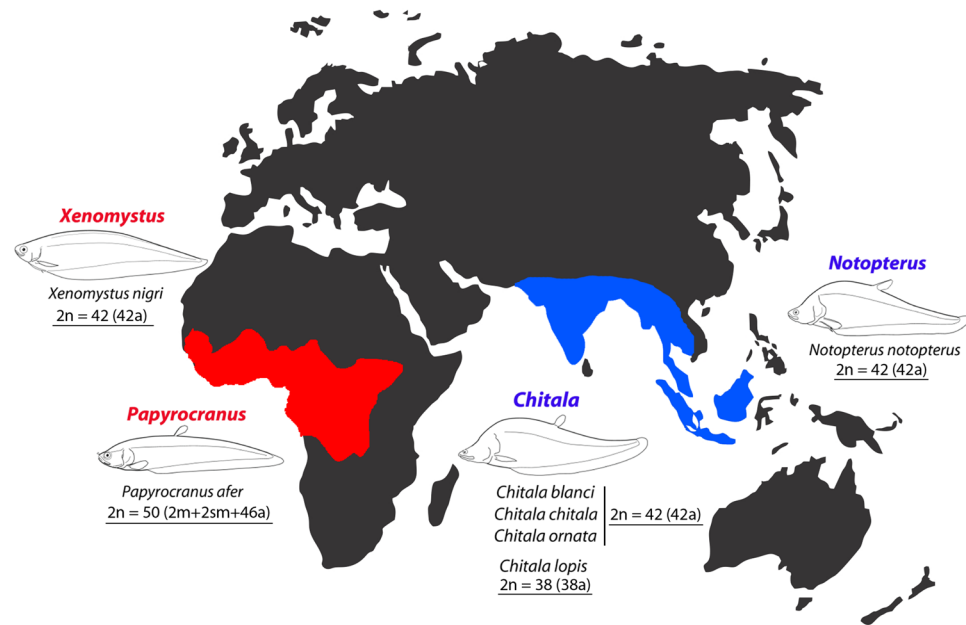 Xenomystus
Xenomystus nigri
2n = 42 (42a)
Papyrocranus
Papyrocranus afer
2n = 50 (2m+2sm+46a)
Chitala
Chitala blanci
Chitala chitala
Chitala ornata
2n = 42 (42a)
Chitala lopis
2n = 38 (38a)
Notopterus
Notopterus notopterus
2n = 42 (42a)